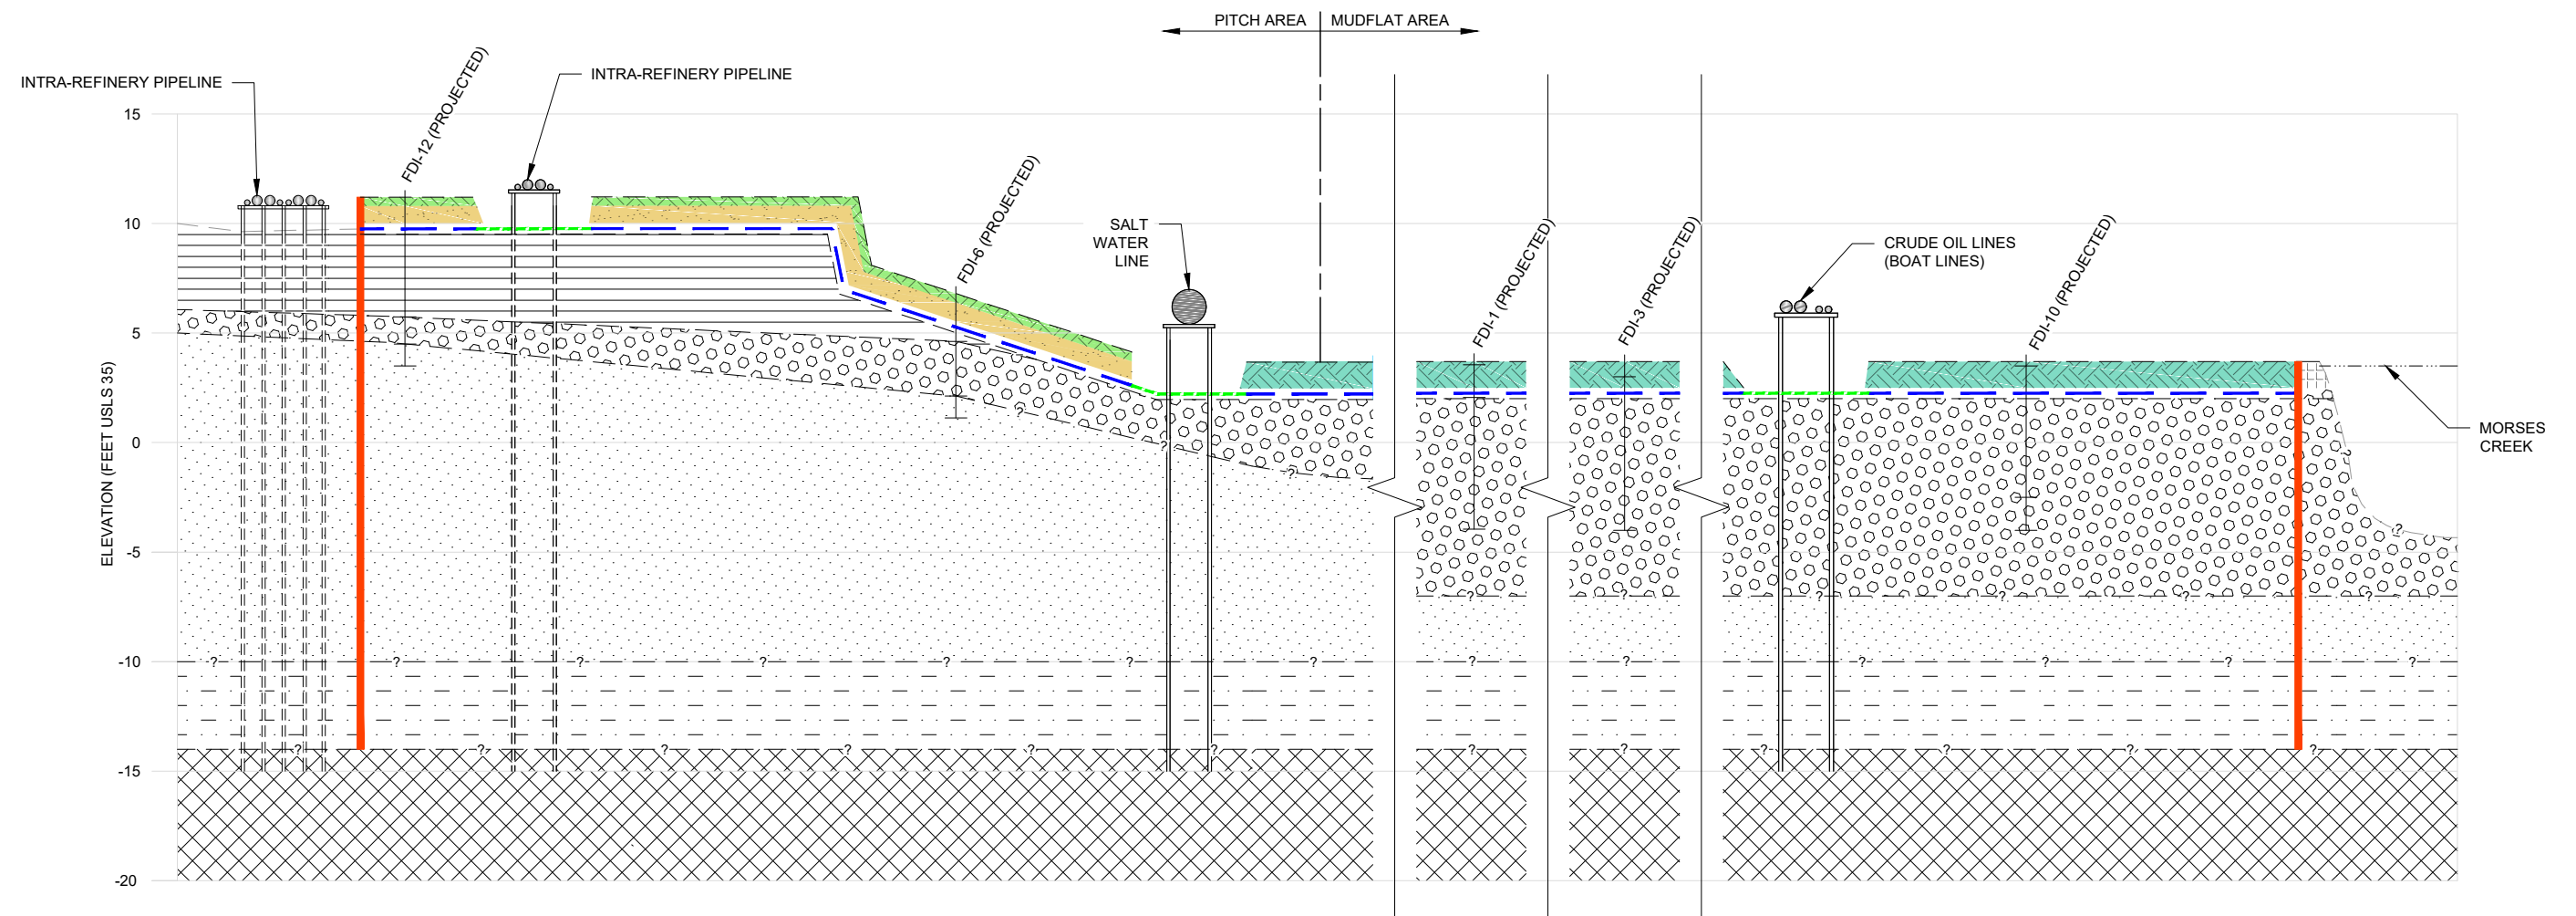 PITCH AREA
MUDFLAT AREA
INTRA-REFINERY PIPELINE
INTRA-REFINERY PIPELINE
FDI-12 (PROJECTED)
FDI-6 (PROJECTED)
SALT
WATER
LINE
FDI-1 (PROJECTED)
FDI-3 (PROJECTED)
CRUDE OIL LINES
(BOAT LINES)
FDI-10 (PROJECTED)
MORSES
CREEK
ELEVATION (FEET USLS 35)
15
10
5
0
-5
-10
-15
-20
?
?
?
?
? ? ? ? ?
?
?
? ? ? ? ? ? ? ? ? ? ? ? ?
? ? ? ? ? ? ? ? ? ? ? ?